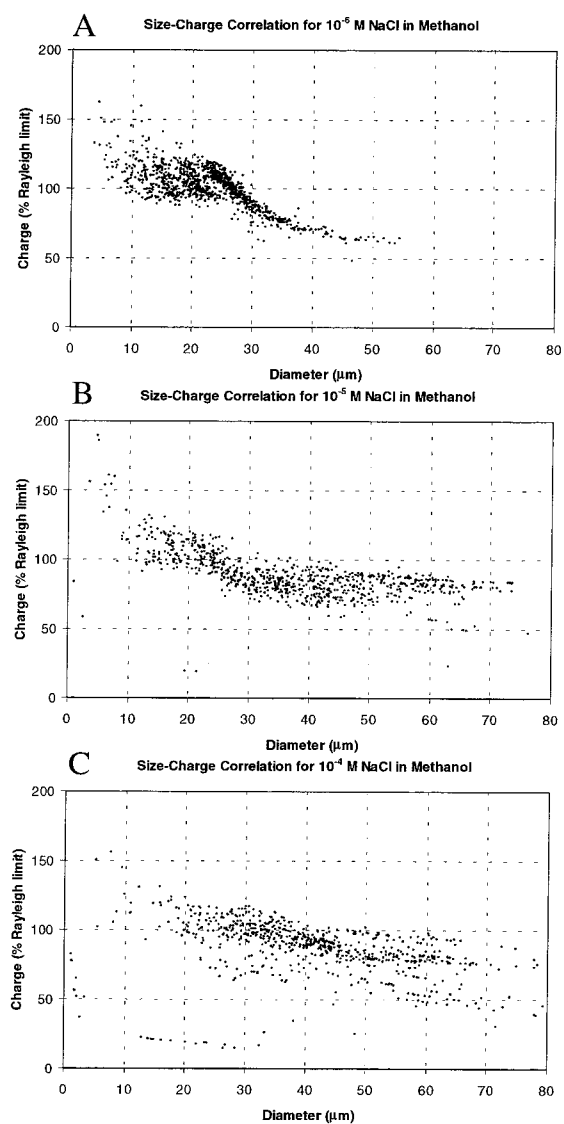 A
Size-Charge Correlation for 10⁻⁶ M NaCl in Methanol
200
150
100
50
0
Charge (% Rayleigh limit)
0 10 20 30 40 50 60 70 80
Diameter (μm)
B
Size-Charge Correlation for 10⁻⁵ M NaCl in Methanol
200
150
100
50
0
Charge (% Rayleigh limit)
0 10 20 30 40 50 60 70 80
Diameter (μm)
C
Size-Charge Correlation for 10⁻⁴ M NaCl in Methanol
200
150
100
50
0
Charge (% Rayleigh limit)
0 10 20 30 40 50 60 70 80
Diameter (μm)